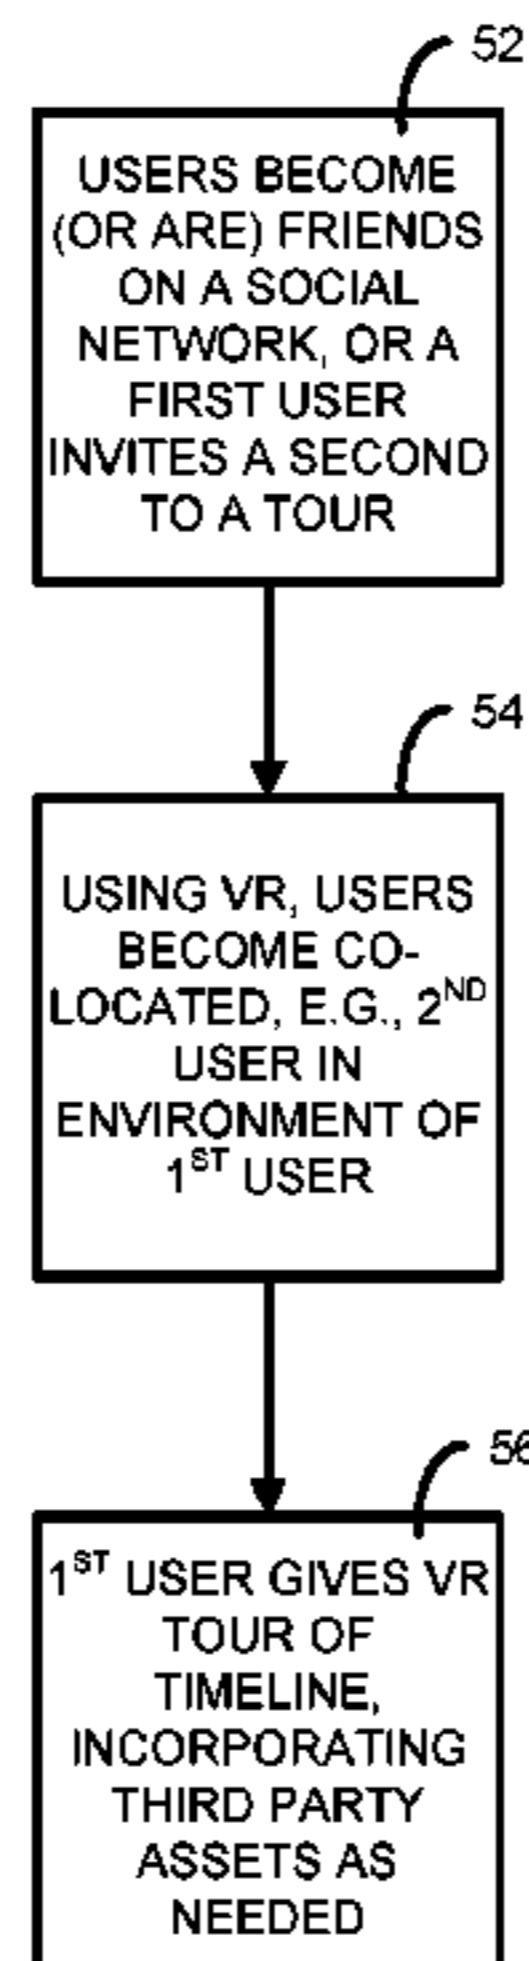 52
USERS BECOME
(OR ARE) FRIENDS
ON A SOCIAL
NETWORK, OR A
FIRST USER
INVITES A SECOND
TO A TOUR
54
USING VR, USERS
BECOME CO-
LOCATED, E.G., 2ND
USER IN
ENVIRONMENT OF
1ST USER
56
1ST USER GIVES VR
TOUR OF
TIMELINE,
INCORPORATING
THIRD PARTY
ASSETS AS
NEEDED